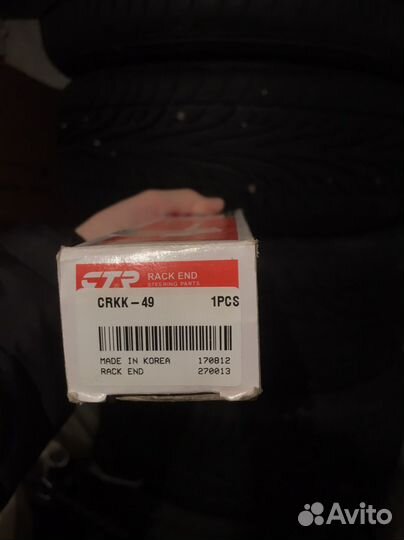 CTR RACK END
STEERING PARTS
CRKK-49 1PCS
MADE IN KOREA 170812
RACK END 270013
Avito